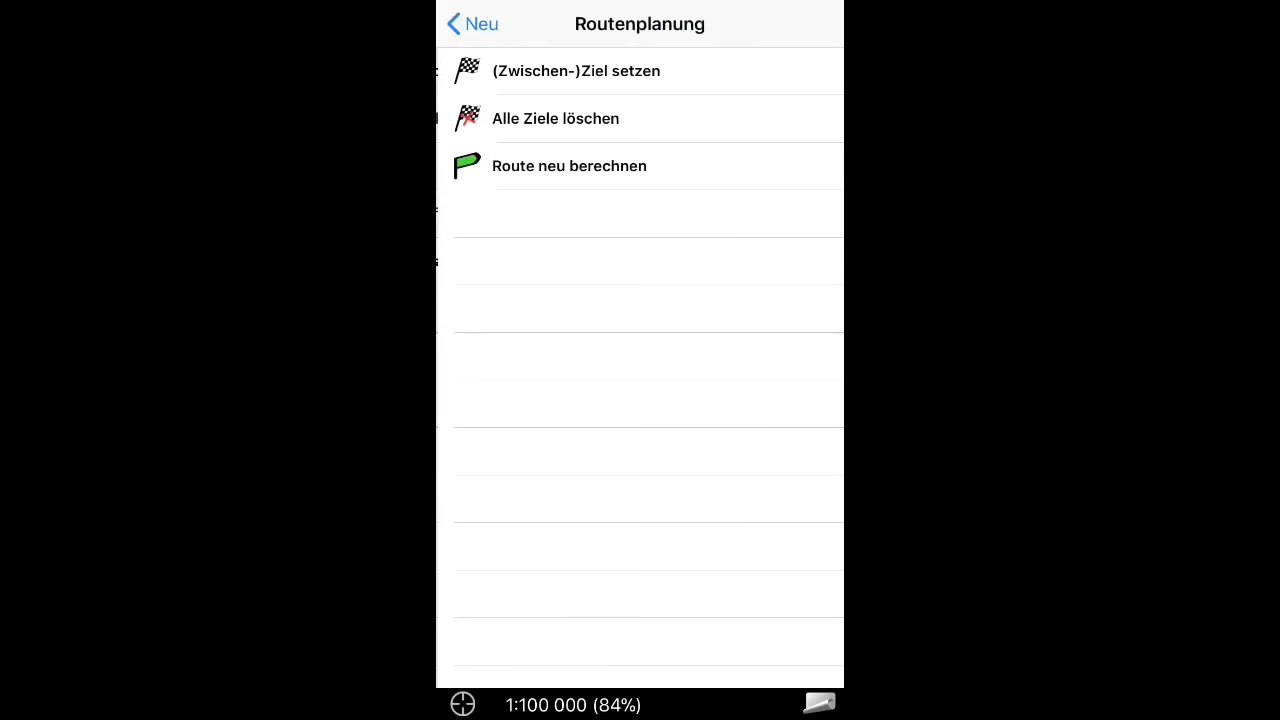 Neu
Routenplanung
(Zwischen-)Ziel setzen
Alle Ziele löschen
Route neu berechnen
1:100 000 (84%)